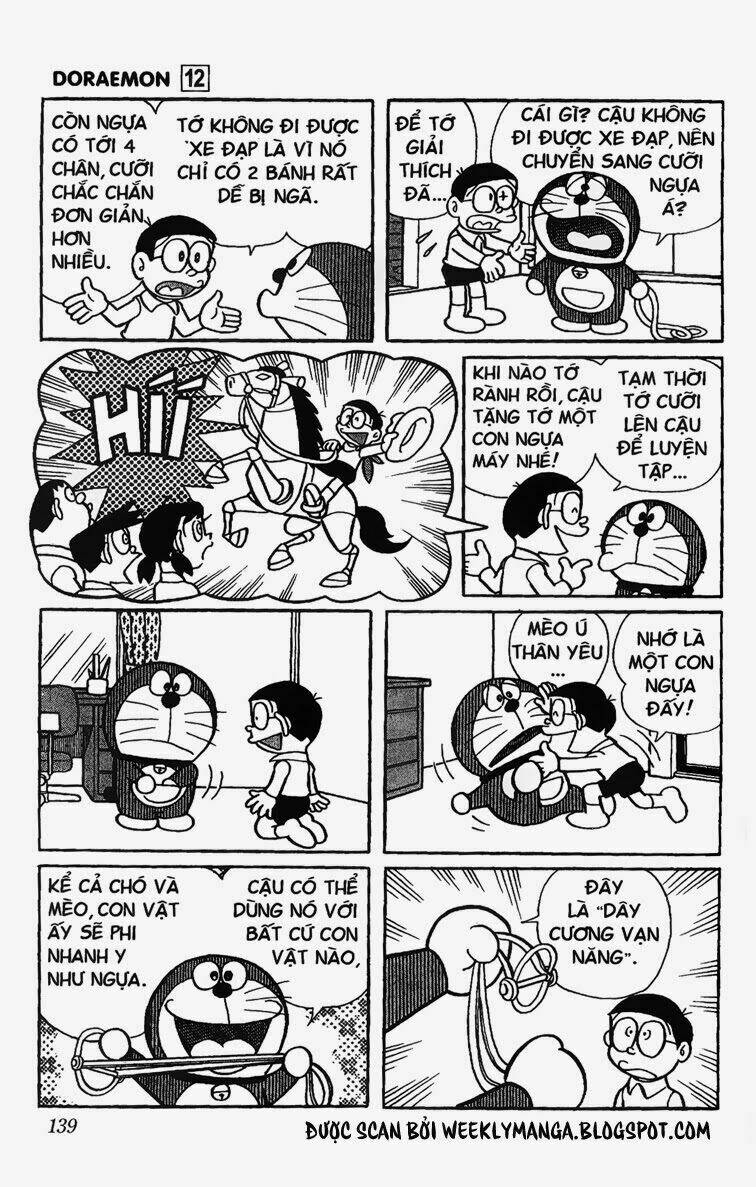 DORAEMON 12
CÁI GÌ? CẬU KHÔNG
ĐI ĐƯỢC XE ĐẠP, NÊN
CHUYỂN SANG CƯỠI
NGỰA
Á?
ĐỂ TỚ
GIẢI
THÍCH
ĐÃ...
TỚ KHÔNG ĐI ĐƯỢC
XE ĐẠP LÀ VÌ NÓ
CHỈ CÓ 2 BÁNH RẤT
DỄ BỊ NGÃ.
CÒN NGỰA
CÓ TỚI 4
CHÂN, CƯỠI
CHẮC CHẮN
ĐƠN GIẢN
HƠN
NHIỀU.
TẠM THỜI
TỚ CƯỠI
LÊN CẬU
ĐỂ LUYỆN
TẬP...
KHI NÀO TỚ
RÀNH RỒI, CẬU
TẶNG TỚ MỘT
CON NGỰA
MÁY NHÉ!
HÍÍ
NHỚ LÀ
MỘT CON
NGỰA
ĐẤY!
MÈO Ú
THÂN YÊU
...
ĐÂY
LÀ "DÂY
CƯƠNG VẠN
NĂNG".
CẬU CÓ THỂ
DÙNG NÓ VỚI
BẤT CỨ CON
VẬT NÀO,
KỂ CẢ CHÓ VÀ
MÈO, CON VẬT
ẤY SẼ PHI
NHANH Y
NHƯ NGỰA.
139
ĐƯỢC SCAN BỞI WEEKLYMANGA.BLOGSPOT.COM